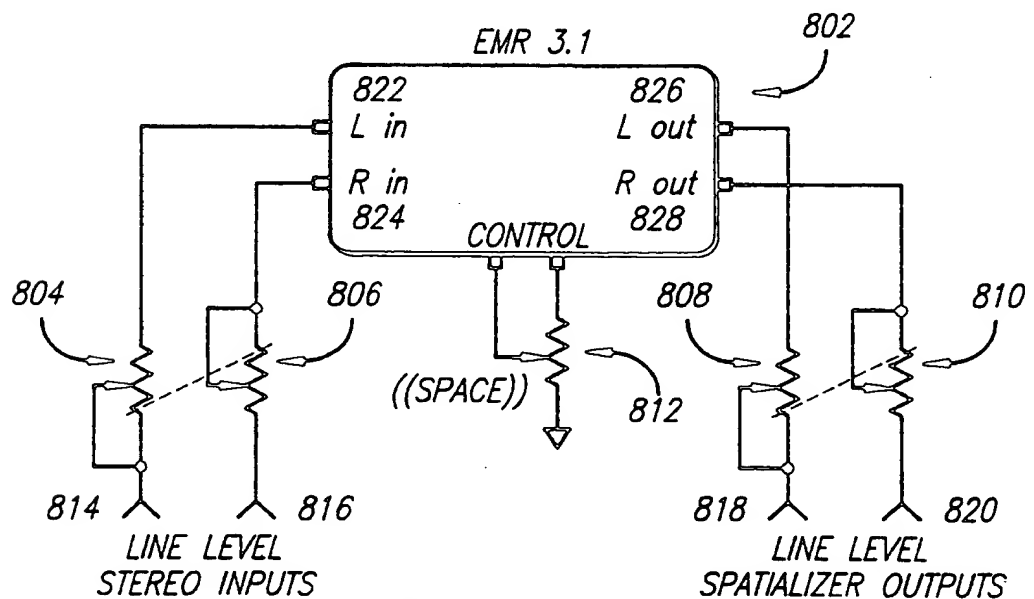 802
EMR 3.1
822
826
L in
L out
R in
R out
824
828
CONTROL
804
806
808
810
((SPACE))
812
814
816
818
820
LINE LEVEL
STEREO INPUTS
LINE LEVEL
SPATIALIZER OUTPUTS